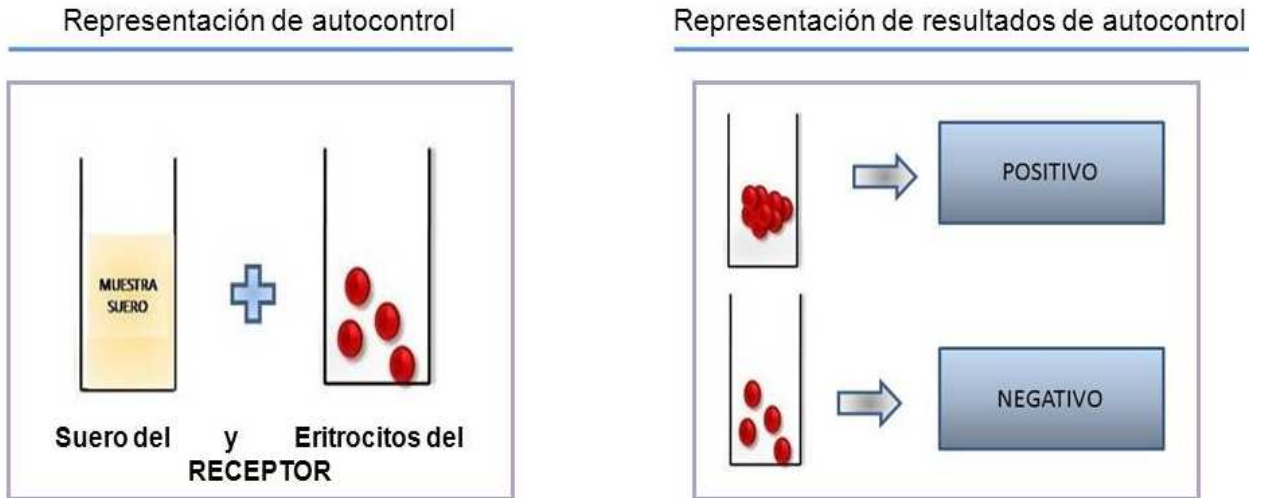 Representación de autocontrol
MUESTRA
SUERO
Suero del y Eritrocitos del
RECEPTOR
Representación de resultados de autocontrol
POSITIVO
NEGATIVO